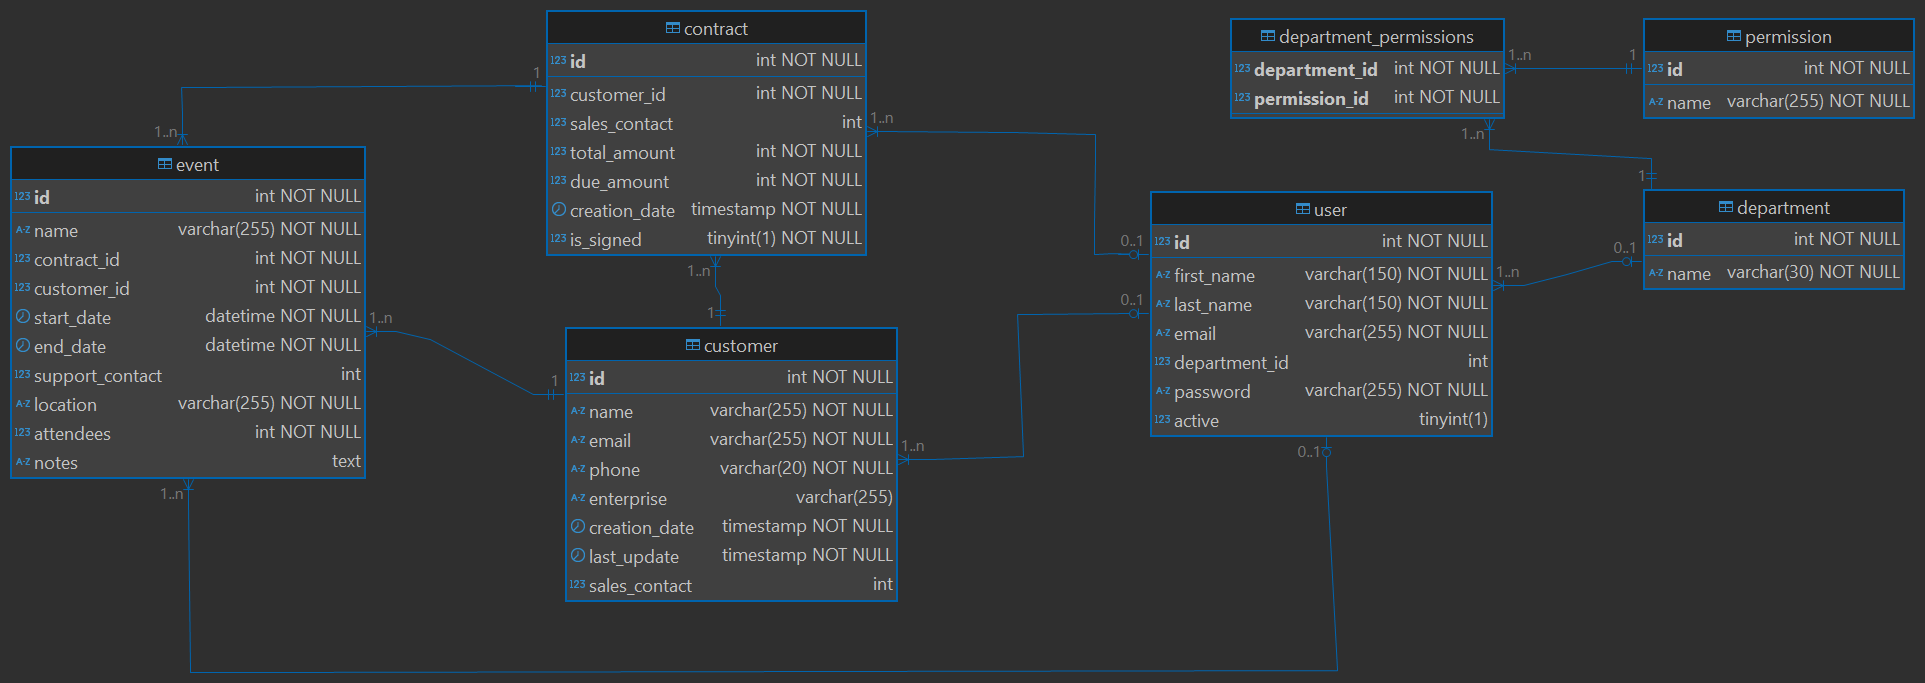 contract
123 id int NOT NULL
123 customer_id int NOT NULL
123 sales_contact int
123 total_amount int NOT NULL
123 due_amount int NOT NULL
creation_date timestamp NOT NULL
123 is_signed tinyint(1) NOT NULL
department_permissions
123 department_id int NOT NULL
123 permission_id int NOT NULL
permission
123 id int NOT NULL
A-Z name varchar(255) NOT NULL
event
123 id int NOT NULL
A-Z name varchar(255) NOT NULL
123 contract_id int NOT NULL
123 customer_id int NOT NULL
start_date datetime NOT NULL
end_date datetime NOT NULL
123 support_contact int
A-Z location varchar(255) NOT NULL
123 attendees int NOT NULL
A-Z notes text
customer
123 id int NOT NULL
A-Z name varchar(255) NOT NULL
A-Z email varchar(255) NOT NULL
A-Z phone varchar(20) NOT NULL
A-Z enterprise varchar(255)
creation_date timestamp NOT NULL
last_update timestamp NOT NULL
123 sales_contact int
user
123 id int NOT NULL
A-Z first_name varchar(150) NOT NULL
A-Z last_name varchar(150) NOT NULL
A-Z email varchar(255) NOT NULL
123 department_id int
A-Z password varchar(255) NOT NULL
123 active tinyint(1)
department
123 id int NOT NULL
A-Z name varchar(30) NOT NULL
1
1..n
1..n
0..1
1..n
1
1..n
1
1..n
1
1..n
0..1
1..n
0..1
1..n
1
1..n
0..1